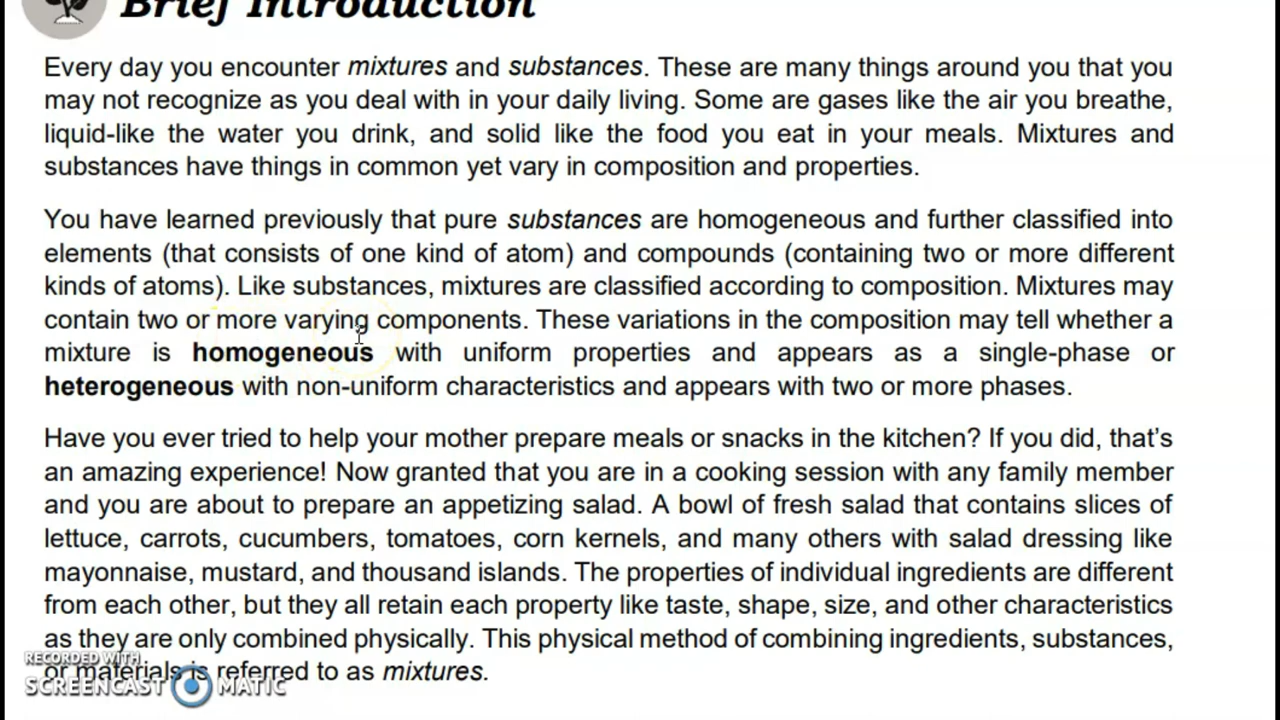 Brief Introduction
Every day you encounter mixtures and substances. These are many things around you that you
may not recognize as you deal with in your daily living. Some are gases like the air you breathe,
liquid-like the water you drink, and solid like the food you eat in your meals. Mixtures and
substances have things in common yet vary in composition and properties.
You have learned previously that pure substances are homogeneous and further classified into
elements (that consists of one kind of atom) and compounds (containing two or more different
kinds of atoms). Like substances, mixtures are classified according to composition. Mixtures may
contain two or more varying components. These variations in the composition may tell whether a
mixture is homogeneous with uniform properties and appears as a single-phase or
heterogeneous with non-uniform characteristics and appears with two or more phases.
Have you ever tried to help your mother prepare meals or snacks in the kitchen? If you did, that's
an amazing experience! Now granted that you are in a cooking session with any family member
and you are about to prepare an appetizing salad. A bowl of fresh salad that contains slices of
lettuce, carrots, cucumbers, tomatoes, corn kernels, and many others with salad dressing like
mayonnaise, mustard, and thousand islands. The properties of individual ingredients are different
from each other, but they all retain each property like taste, shape, size, and other characteristics
as they are only combined physically. This physical method of combining ingredients, substances,
or materials is referred to as mixtures.
RECORDED WITH
SCREENCAST MATIC